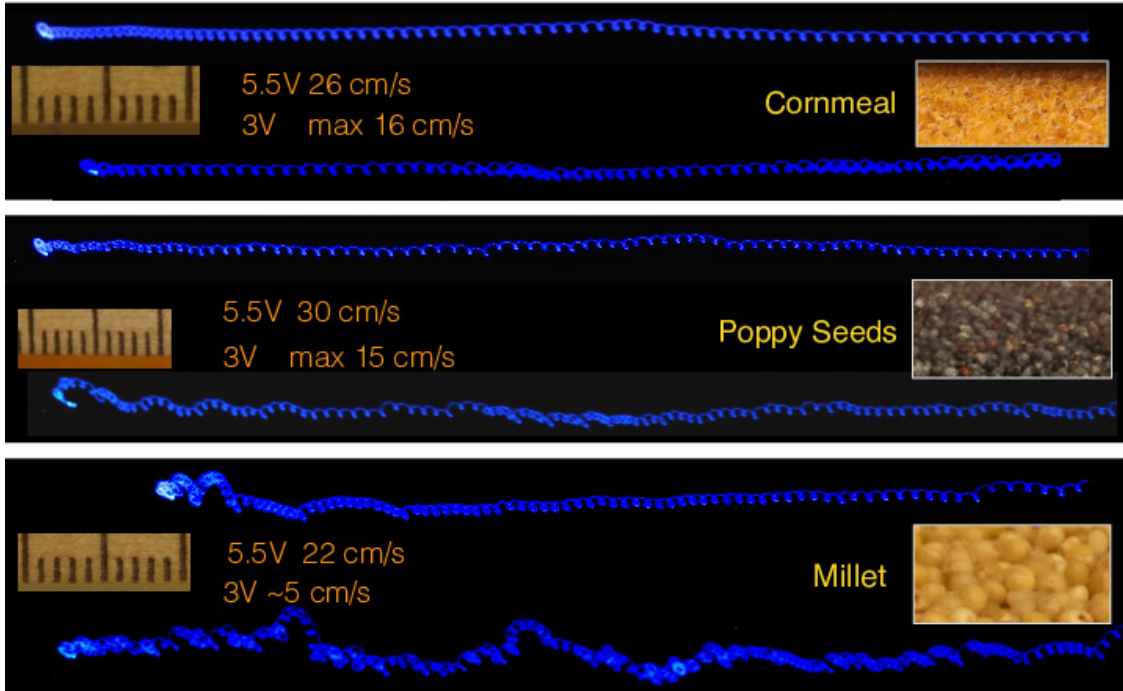 5.5V 26 cm/s
3V max 16 cm/s
Cornmeal
5.5V 30 cm/s
3V max 15 cm/s
Poppy Seeds
5.5V 22 cm/s
3V ~5 cm/s
Millet